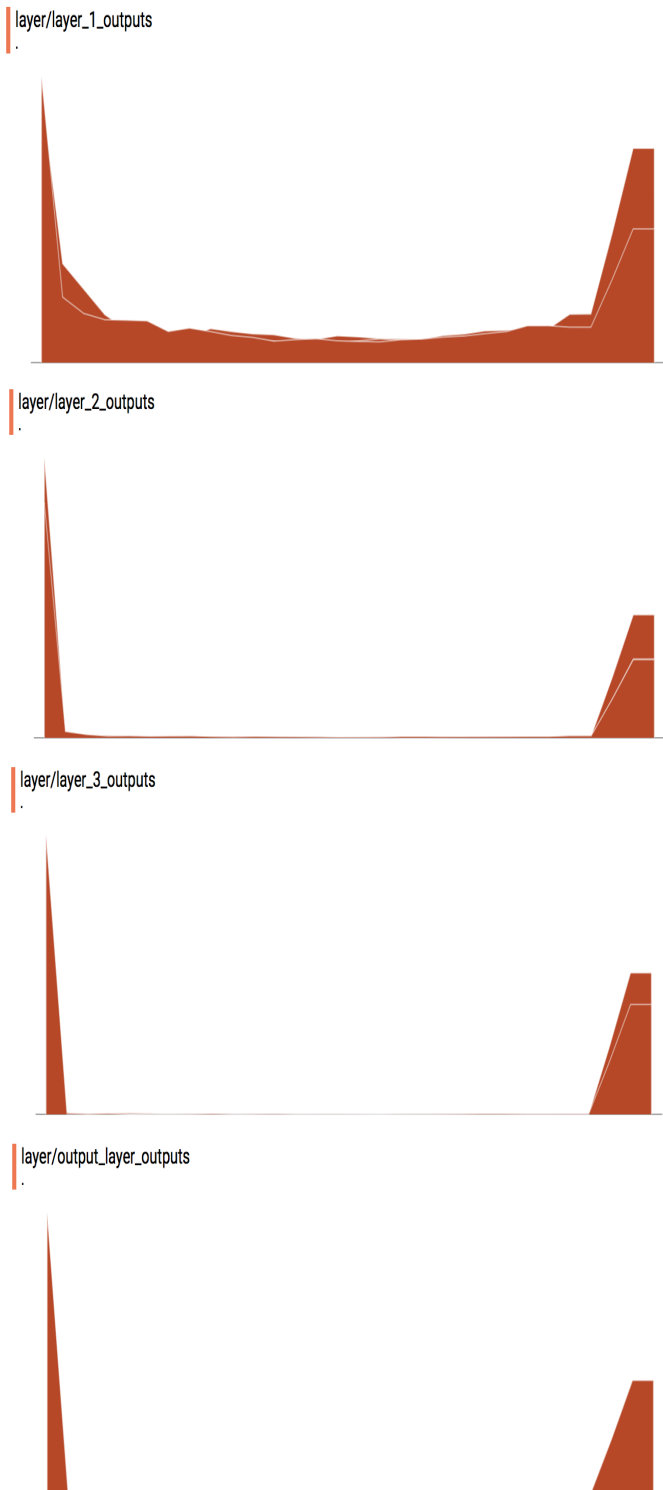 layer/layer_1_outputs
.
layer/layer_2_outputs
.
layer/layer_3_outputs
.
layer/output_layer_outputs
.